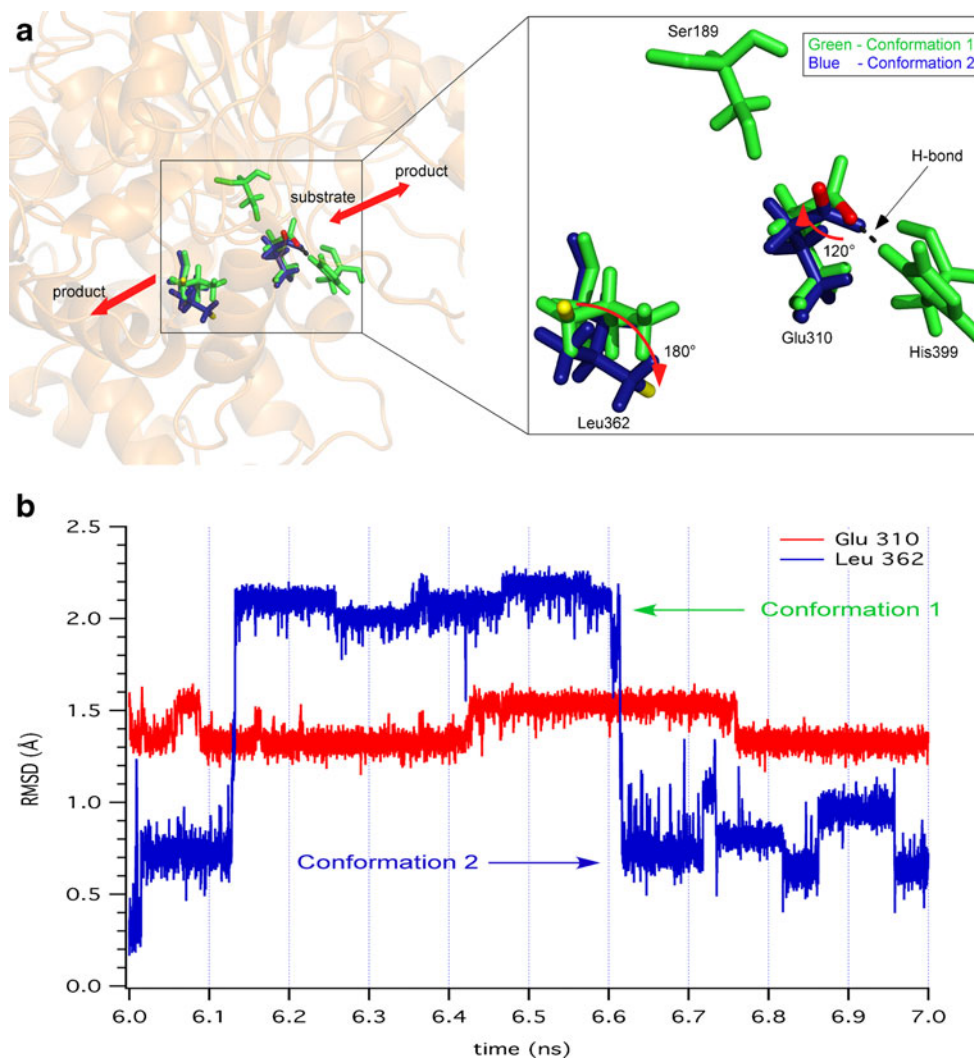 a
Ser189
Green - Conformation 1
Blue - Conformation 2
H-bond
product
substrate
120°
product
180°
Glu310
His399
Leu362
b
2.5
2.0
1.5
1.0
0.5
0.0
RMSD (Å)
Glu 310
Leu 362
Conformation 1
Conformation 2
6.0 6.1 6.2 6.3 6.4 6.5 6.6 6.7 6.8 6.9 7.0
time (ns)